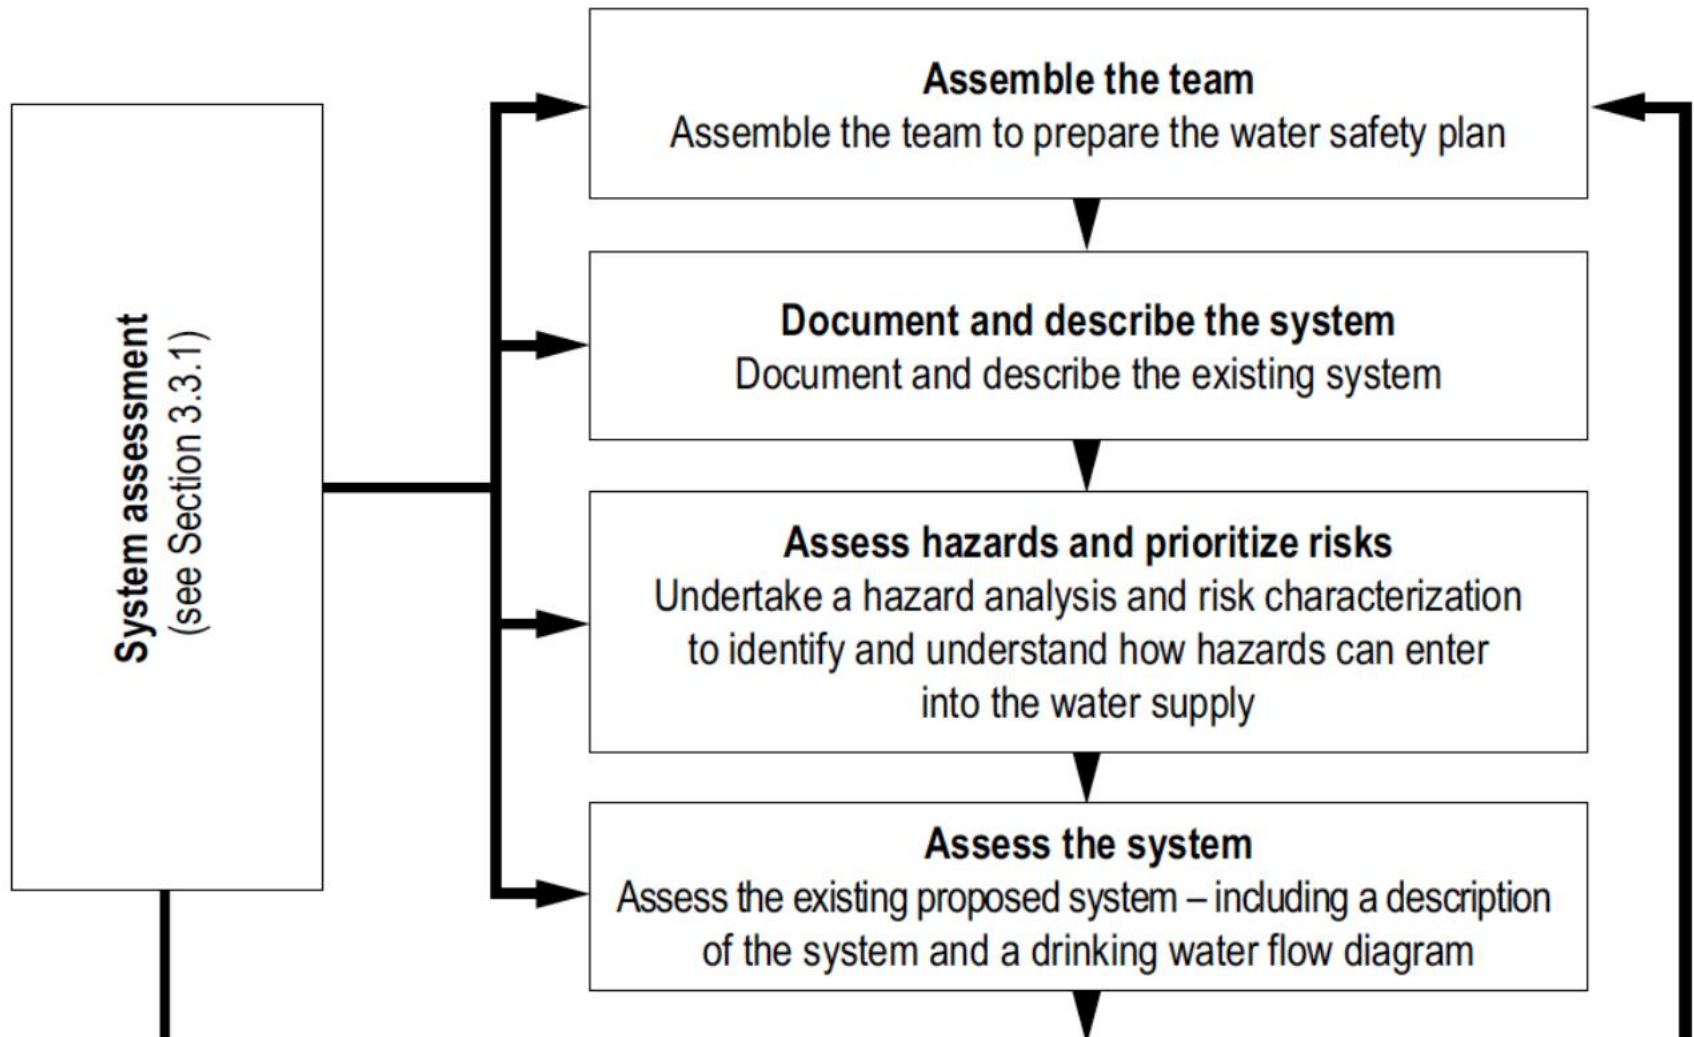 System assessment
(see Section 3.3.1)
Assemble the team
Assemble the team to prepare the water safety plan
Document and describe the system
Document and describe the existing system
Assess hazards and prioritize risks
Undertake a hazard analysis and risk characterization
to identify and understand how hazards can enter
into the water supply
Assess the system
Assess the existing proposed system – including a description
of the system and a drinking water flow diagram